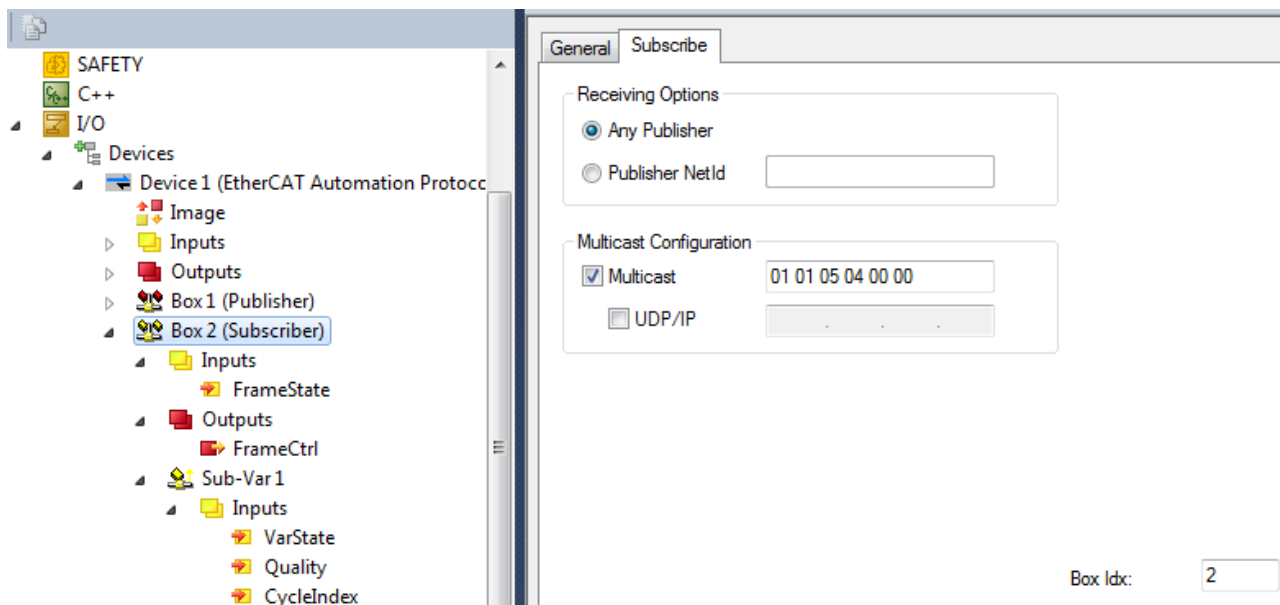 SAFETY
C++
I/O
Devices
Device 1 (EtherCAT Automation Protocc
Image
Inputs
Outputs
Box 1 (Publisher)
Box 2 (Subscriber)
Inputs
FrameState
Outputs
FrameCtrl
Sub-Var 1
Inputs
VarState
Quality
CycleIndex
General
Subscribe
Receiving Options
Any Publisher
Publisher NetId
Multicast Configuration
Multicast 01 01 05 04 00 00
UDP/IP . . .
Box Idx: 2